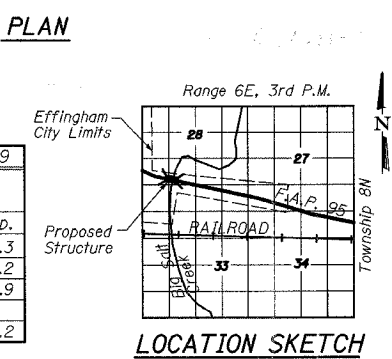 PLAN
Range 6E, 3rd P.M.
Effingham
City Limits
28
27
N
9
F.A.P. 95
Township 8N
D.
.3
.2
.9
.2
Proposed
Structure
RAILROAD
Big Salt
Creek
33
34
LOCATION SKETCH